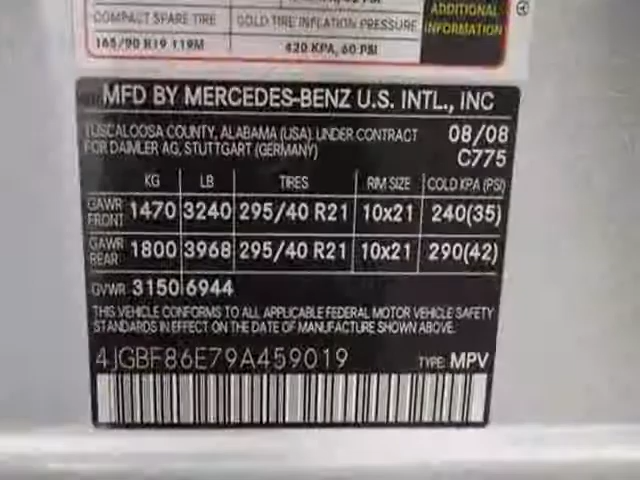 ADDITIONAL
COMPACT SPARE TIRE COLD TIRE INFLATION PRESSURE INFORMATION
165/90 R19 119M 420 KPA, 60 PSI
MFD BY MERCEDES-BENZ U.S. INTL., INC
TUSCALOOSA COUNTY, ALABAMA (USA) UNDER CONTRACT 08/08
FOR DAIMLER AG, STUTTGART (GERMANY) C775
KG LB TIRES RIM SIZE COLD KPA (PSI)
GAWR FRONT 1470 3240 295/40 R21 10x21 240(35)
GAWR REAR 1800 3968 295/40 R21 10x21 290(42)
GVWR 3150 6944
THIS VEHICLE CONFORMS TO ALL APPLICABLE FEDERAL MOTOR VEHICLE SAFETY
STANDARDS IN EFFECT ON THE DATE OF MANUFACTURE SHOWN ABOVE.
4JGBF86E79A459019 TYPE: MPV